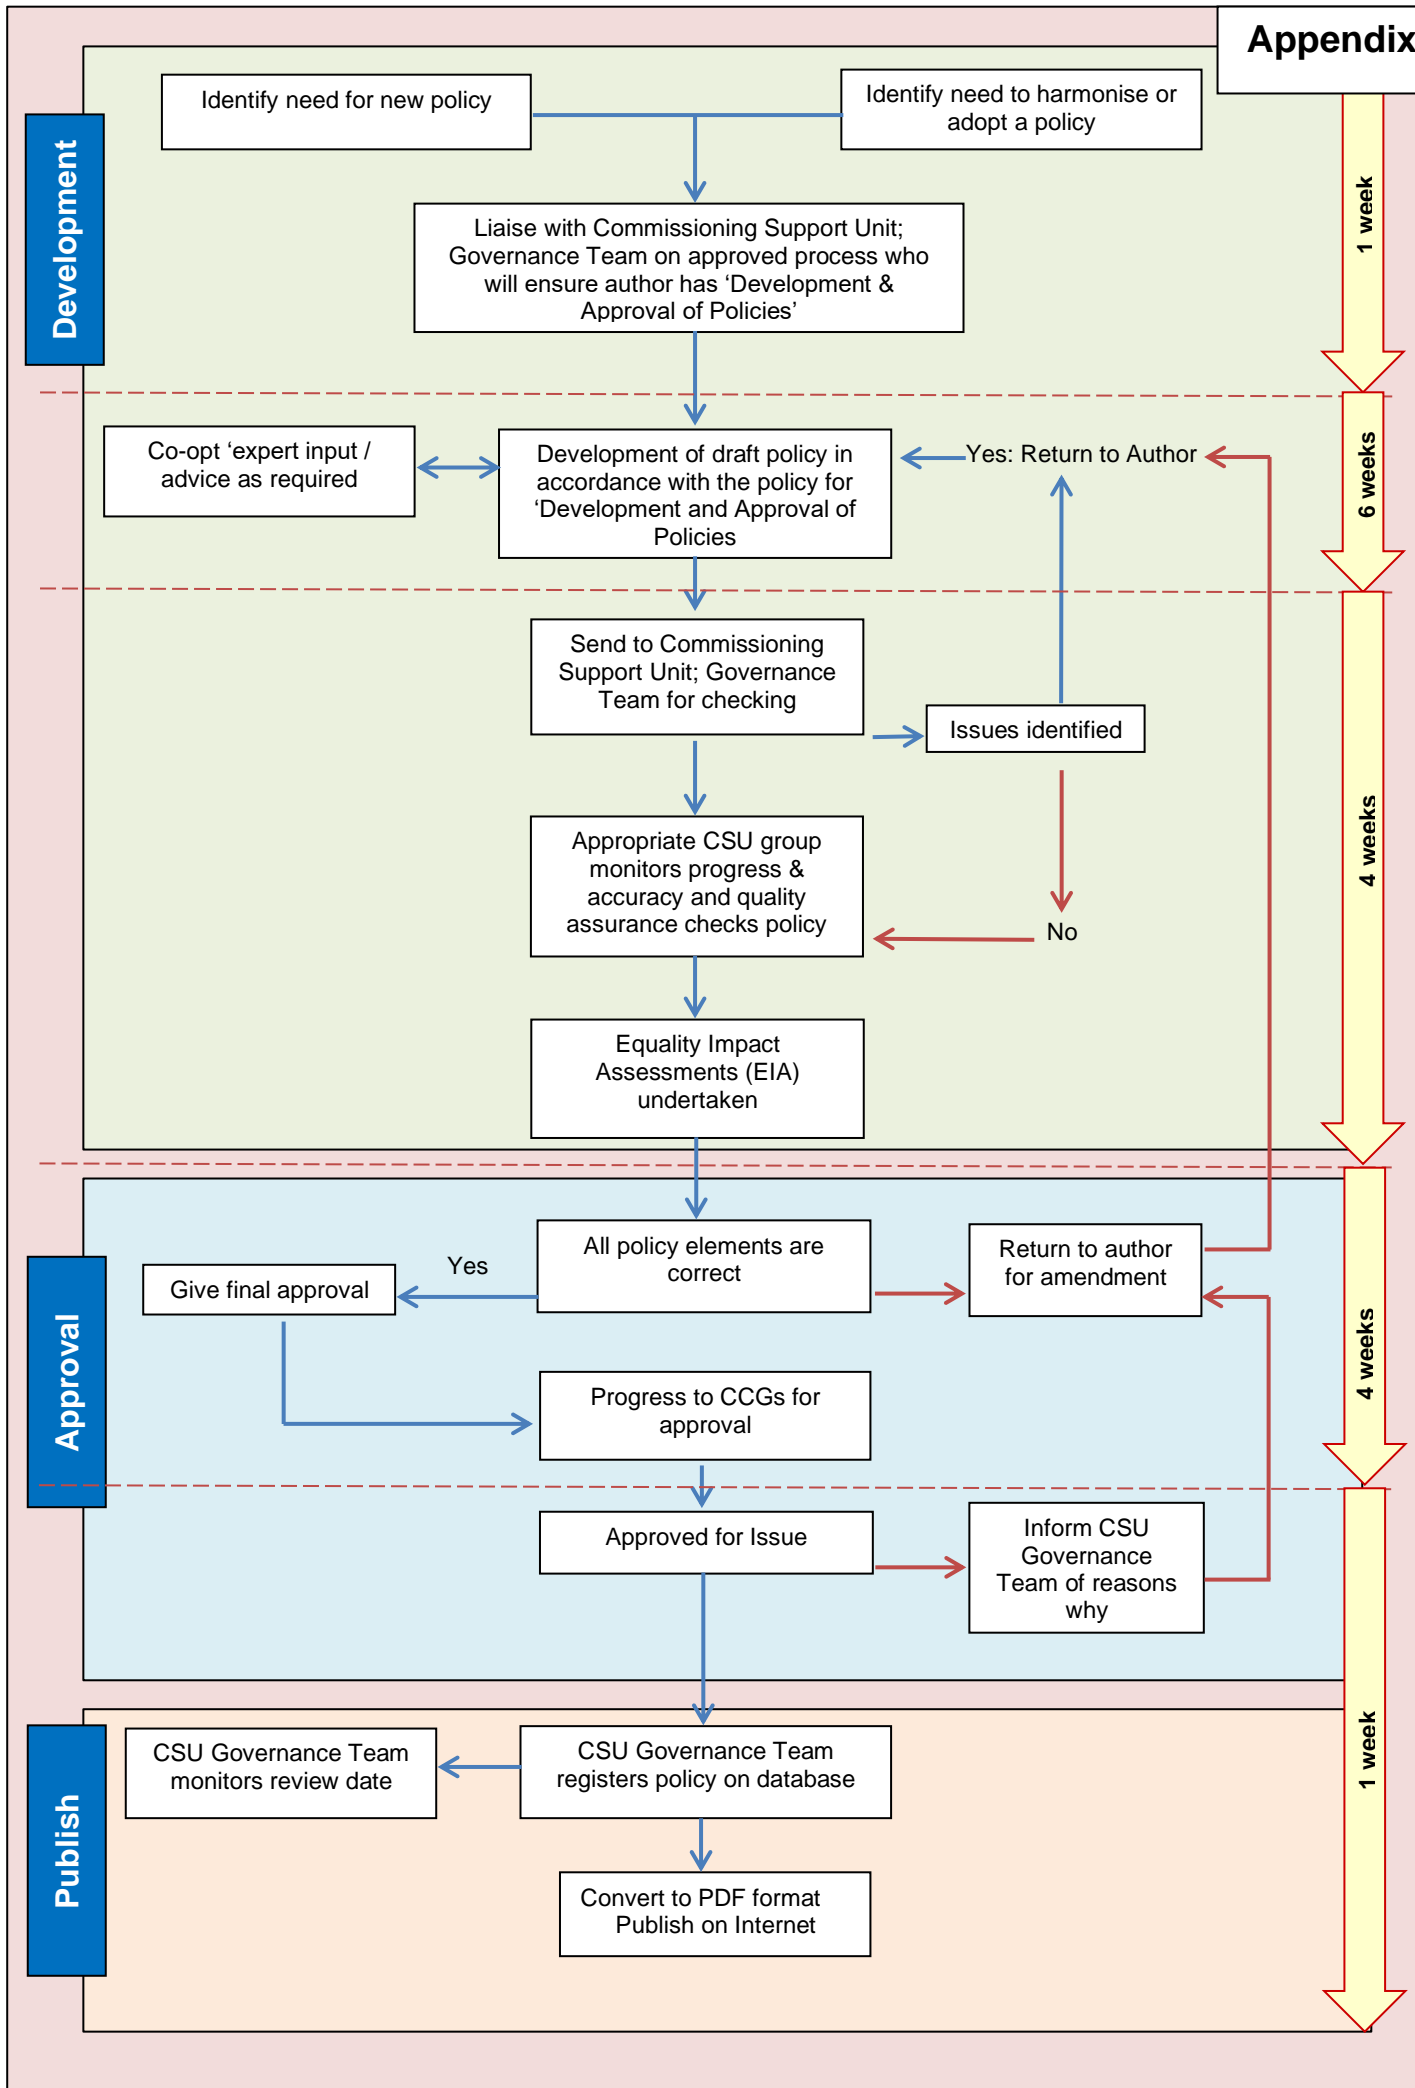 Appendix
Identify need for new policy
Identify need to harmonise or
adopt a policy
Development
1 week
Liaise with Commissioning Support Unit;
Governance Team on approved process who
will ensure author has ‘Development &
Approval of Policies’
Co-opt ‘expert input /
advice as required
Development of draft policy in
accordance with the policy for
‘Development and Approval of
Policies
Yes: Return to Author
6 weeks
Send to Commissioning
Support Unit; Governance
Team for checking
Issues identified
4 weeks
Appropriate CSU group
monitors progress &
accuracy and quality
assurance checks policy
No
Equality Impact
Assessments (EIA)
undertaken
Approval
Give final approval
Yes
All policy elements are
correct
Return to author
for amendment
4 weeks
Progress to CCGs for
approval
Approved for Issue
Inform CSU
Governance
Team of reasons
why
1 week
Publish
CSU Governance Team
monitors review date
CSU Governance Team
registers policy on database
Convert to PDF format
Publish on Internet